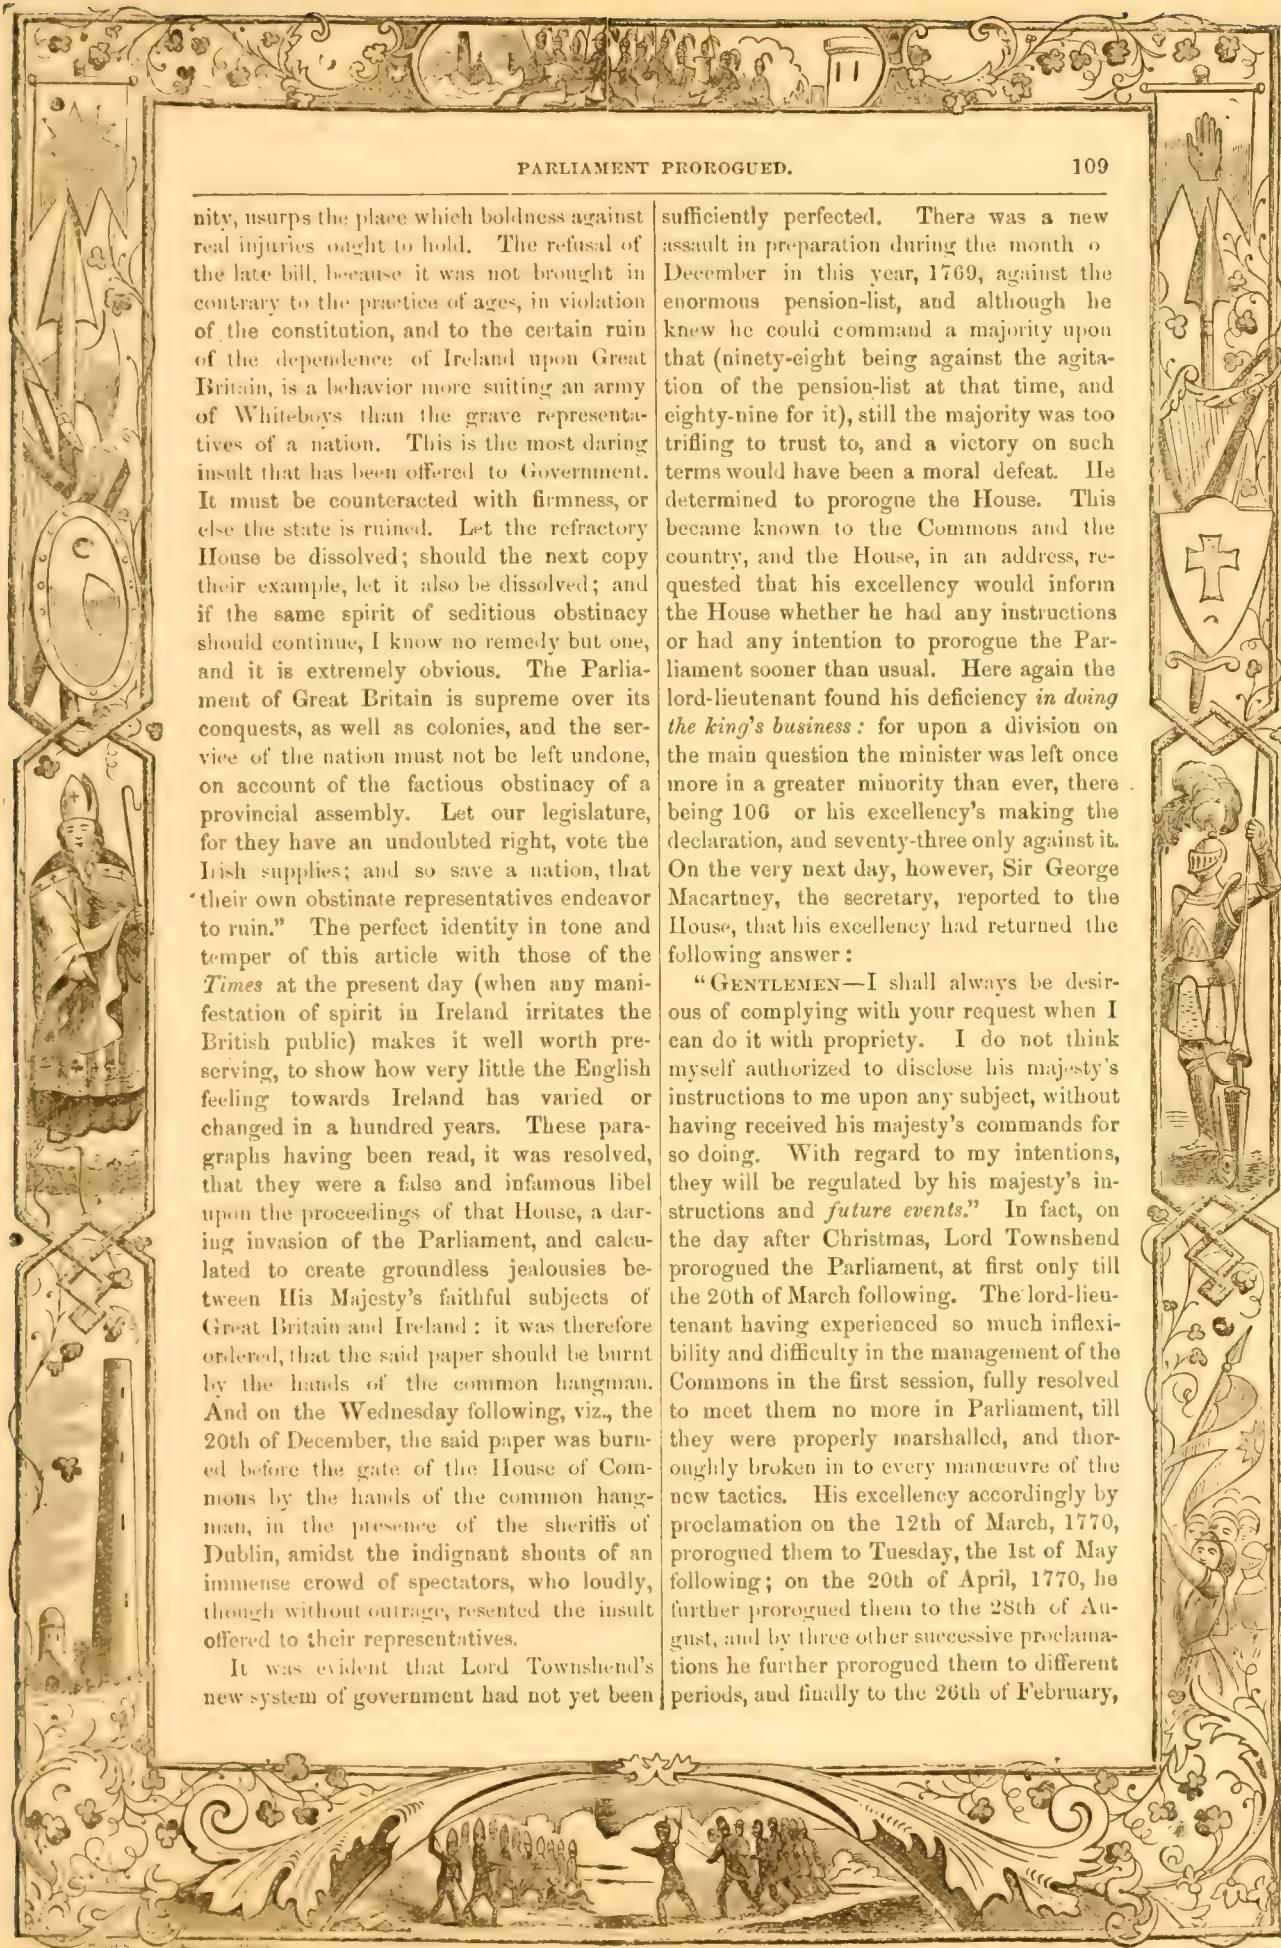 PARLIAMENT PROROGUED. 109
nity, usurps the place which boldness against
real injuries ought to hold. The refusal of
the late bill, because it was not brought in
contrary to the practice of ages, in violation
of the constitution, and to the certain ruin
of the dependence of Ireland upon Great
Britain, is a behavior more suiting an army
of Whiteboys than the grave representa-
tives of a nation. This is the most daring
insult that has been offered to Government.
It must be counteracted with firmness, or
else the state is ruined. Let the refractory
House be dissolved; should the next copy
their example, let it also be dissolved; and
if the same spirit of seditious obstinacy
should continue, I know no remedy but one,
and it is extremely obvious. The Parlia-
ment of Great Britain is supreme over its
conquests, as well as colonies, and the ser-
vice of the nation must not be left undone,
on account of the factious obstinacy of a
provincial assembly. Let our legislature,
for they have an undoubted right, vote the
Irish supplies; and so save a nation, that
their own obstinate representatives endeavor
to ruin." The perfect identity in tone and
temper of this article with those of the
Times at the present day (when any mani-
festation of spirit in Ireland irritates the
British public) makes it well worth pre-
serving, to show how very little the English
feeling towards Ireland has varied or
changed in a hundred years. These para-
graphs having been read, it was resolved,
that they were a false and infamous libel
upon the proceedings of that House, a dar-
ing invasion of the Parliament, and calcu-
lated to create groundless jealousies be-
tween His Majesty's faithful subjects of
Great Britain and Ireland: it was therefore
ordered, that the said paper should be burnt
by the hands of the common hangman.
And on the Wednesday following, viz., the
20th of December, the said paper was burn-
ed before the gate of the House of Com-
mons by the hands of the common hang-
man, in the presence of the sheriffs of
Dublin, amidst the indignant shouts of an
immense crowd of spectators, who loudly,
though without outrage, resented the insult
offered to their representatives.
It was evident that Lord Townshend's
new system of government had not yet been
sufficiently perfected. There was a new
assault in preparation during the month o
December in this year, 1769, against the
enormous pension-list, and although he
knew he could command a majority upon
that (ninety-eight being against the agita-
tion of the pension-list at that time, and
eighty-nine for it), still the majority was too
trifling to trust to, and a victory on such
terms would have been a moral defeat. He
determined to prorogne the House. This
became known to the Commons and the
country, and the House, in an address, re-
quested that his excellency would inform
the House whether he had any instructions
or had any intention to prorogue the Par-
liament sooner than usual. Here again the
lord-lieutenant found his deficiency in doing
the king's business: for upon a division on
the main question the minister was left once
more in a greater minority than ever, there
being 106 or his excellency's making the
declaration, and seventy-three only against it.
On the very next day, however, Sir George
Macartney, the secretary, reported to the
House, that his excellency had returned the
following answer:
"GENTLEMEN—I shall always be desir-
ous of complying with your request when I
can do it with propriety. I do not think
myself authorized to disclose his majesty's
instructions to me upon any subject, without
having received his majesty's commands for
so doing. With regard to my intentions,
they will be regulated by his majesty's in-
structions and future events." In fact, on
the day after Christmas, Lord Townshend
prorogued the Parliament, at first only till
the 20th of March following. The lord-lieu-
tenant having experienced so much inflexi-
bility and difficulty in the management of the
Commons in the first session, fully resolved
to meet them no more in Parliament, till
they were properly marshalled, and thor-
oughly broken in to every manœuvre of the
new tactics. His excellency accordingly by
proclamation on the 12th of March, 1770,
prorogued them to Tuesday, the 1st of May
following; on the 20th of April, 1770, he
further prorogued them to the 28th of Au-
gust, and by three other successive proclama-
tions he further prorogued them to different
periods, and finally to the 26th of February,